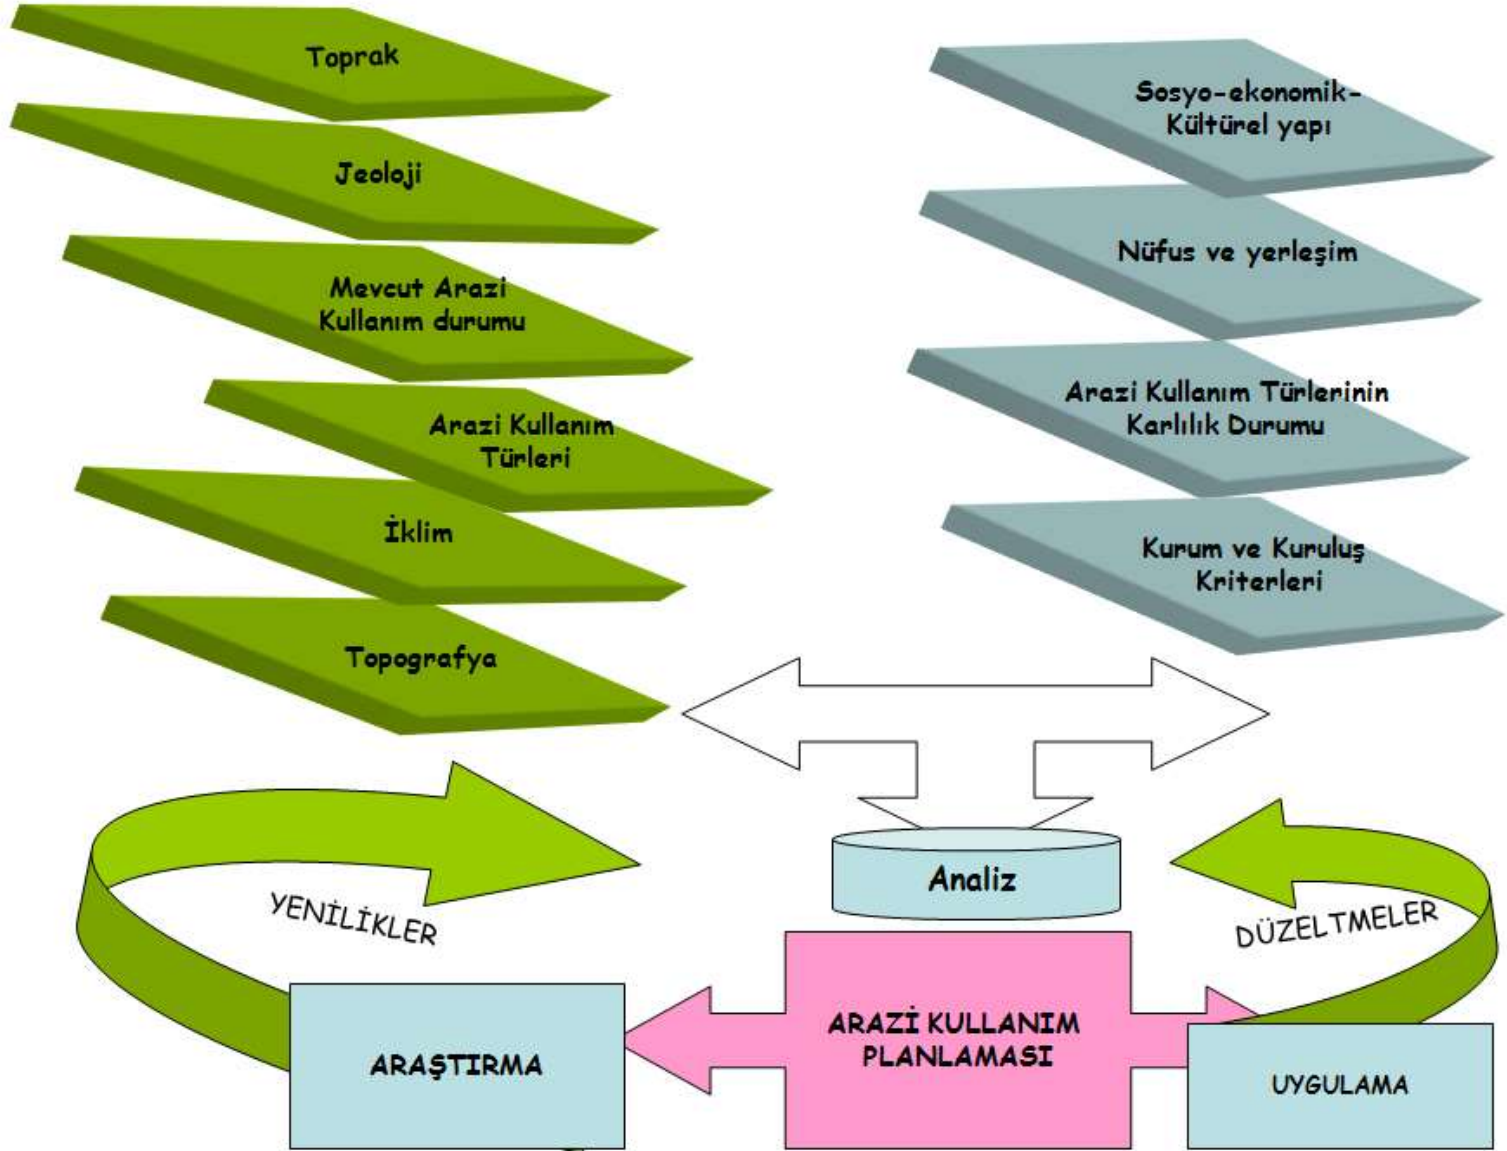 Toprak
Jeoloji
Mevcut Arazi
Kullanım durumu
Arazi Kullanım
Türleri
İklim
Topografya
Sosyo-ekonomik-
Kültürel yapı
Nüfus ve yerleşim
Arazi Kullanım Türlerinin
Karlılık Durumu
Kurum ve Kuruluş
Kriterleri
Analiz
YENİLİKLER
DÜZELTMELER
ARAŞTIRMA
ARAZİ KULLANIM
PLANLAMASI
UYGULAMA